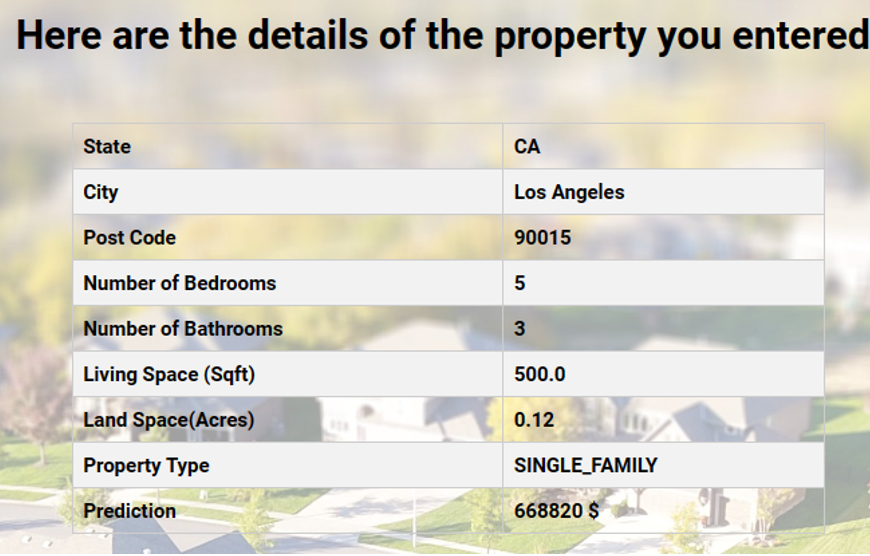 Here are the details of the property you entered
State CA
City Los Angeles
Post Code 90015
Number of Bedrooms 5
Number of Bathrooms 3
Living Space (Sqft) 500.0
Land Space(Acres) 0.12
Property Type SINGLE_FAMILY
Prediction 668820 $